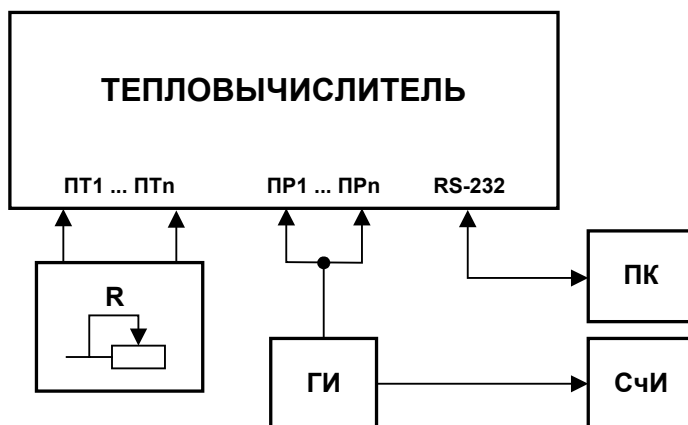 ТЕПЛОВЫЧИСЛИТЕЛЬ
ПТ1 ... ПТn ПР1 ... ПРn RS-232
ПК
R
ГИ СчИ